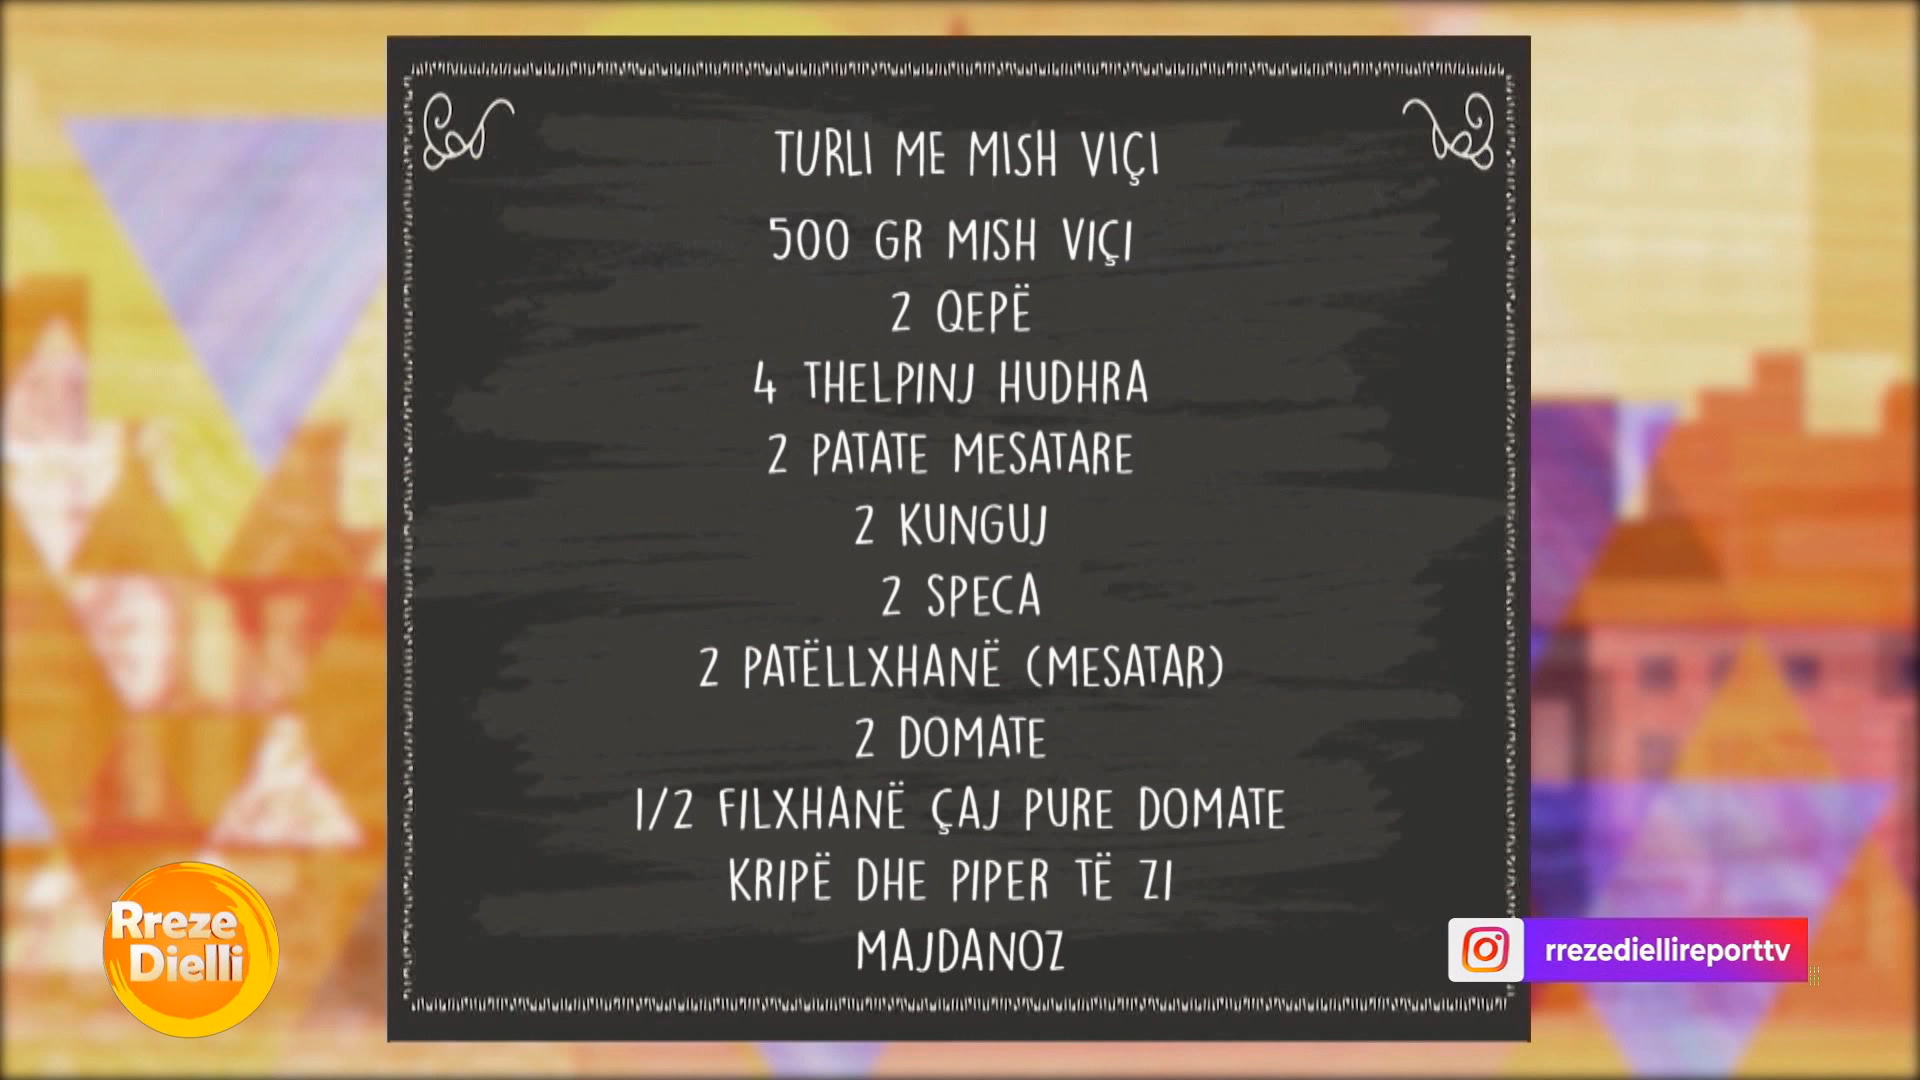 TURLI ME MISH VIÇI
500 GR MISH VIÇI
2 QEPË
4 THELPINJ HUDHRA
2 PATATE MESATARE
2 KUNGUJ
2 SPECA
2 PATËLLXHANË (MESATAR)
2 DOMATE
1/2 FILXHANË ÇAJ PURE DOMATE
KRIPË DHE PIPER TË ZI
MAJDANOZ
Rreze
Dielli
rrezediellireporttv